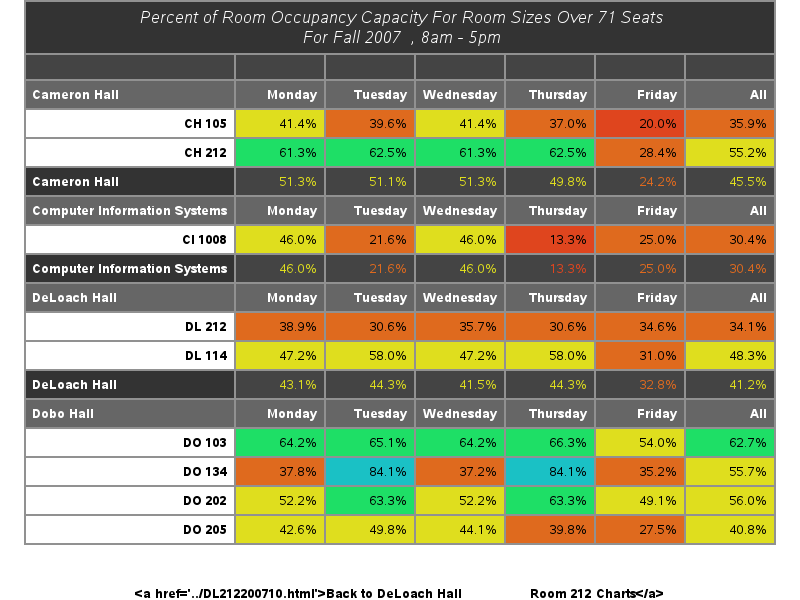 Percent of Room Occupancy Capacity For Room Sizes Over 71 Seats
For Fall 2007 , 8am - 5pm
Cameron Hall Monday Tuesday Wednesday Thursday Friday All
CH 105 41.4% 39.6% 41.4% 37.0% 20.0% 35.9%
CH 212 61.3% 62.5% 61.3% 62.5% 28.4% 55.2%
Cameron Hall 51.3% 51.1% 51.3% 49.8% 24.2% 45.5%
Computer Information Systems Monday Tuesday Wednesday Thursday Friday All
CI 1008 46.0% 21.6% 46.0% 13.3% 25.0% 30.4%
Computer Information Systems 46.0% 21.6% 46.0% 13.3% 25.0% 30.4%
DeLoach Hall Monday Tuesday Wednesday Thursday Friday All
DL 212 38.9% 30.6% 35.7% 30.6% 34.6% 34.1%
DL 114 47.2% 58.0% 47.2% 58.0% 31.0% 48.3%
DeLoach Hall 43.1% 44.3% 41.5% 44.3% 32.8% 41.2%
Dobo Hall Monday Tuesday Wednesday Thursday Friday All
DO 103 64.2% 65.1% 64.2% 66.3% 54.0% 62.7%
DO 134 37.8% 84.1% 37.2% 84.1% 35.2% 55.7%
DO 202 52.2% 63.3% 52.2% 63.3% 49.1% 56.0%
DO 205 42.6% 49.8% 44.1% 39.8% 27.5% 40.8%
<a href='../DL212200710.html'>Back to DeLoach Hall Room 212 Charts</a>